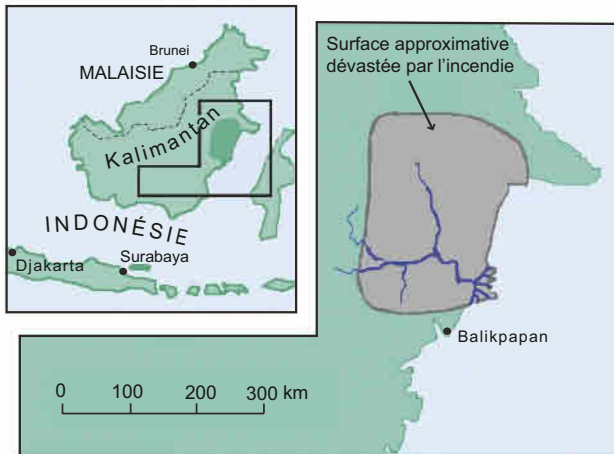 Brunei
MALAISIE
Kalimantan
INDONÉSIE
Djakarta
Surabaya
Surface approximative
dévastée par l'incendie
Balikpapan
0 100 200 300 km